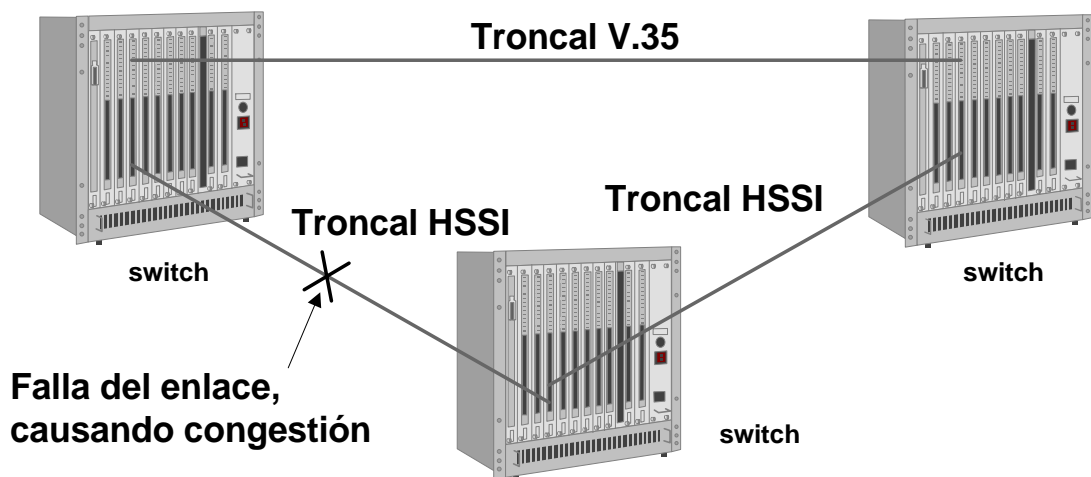 Troncal V.35
Troncal HSSI
Troncal HSSI
switch
switch
Falla del enlace,
causando congestión
switch